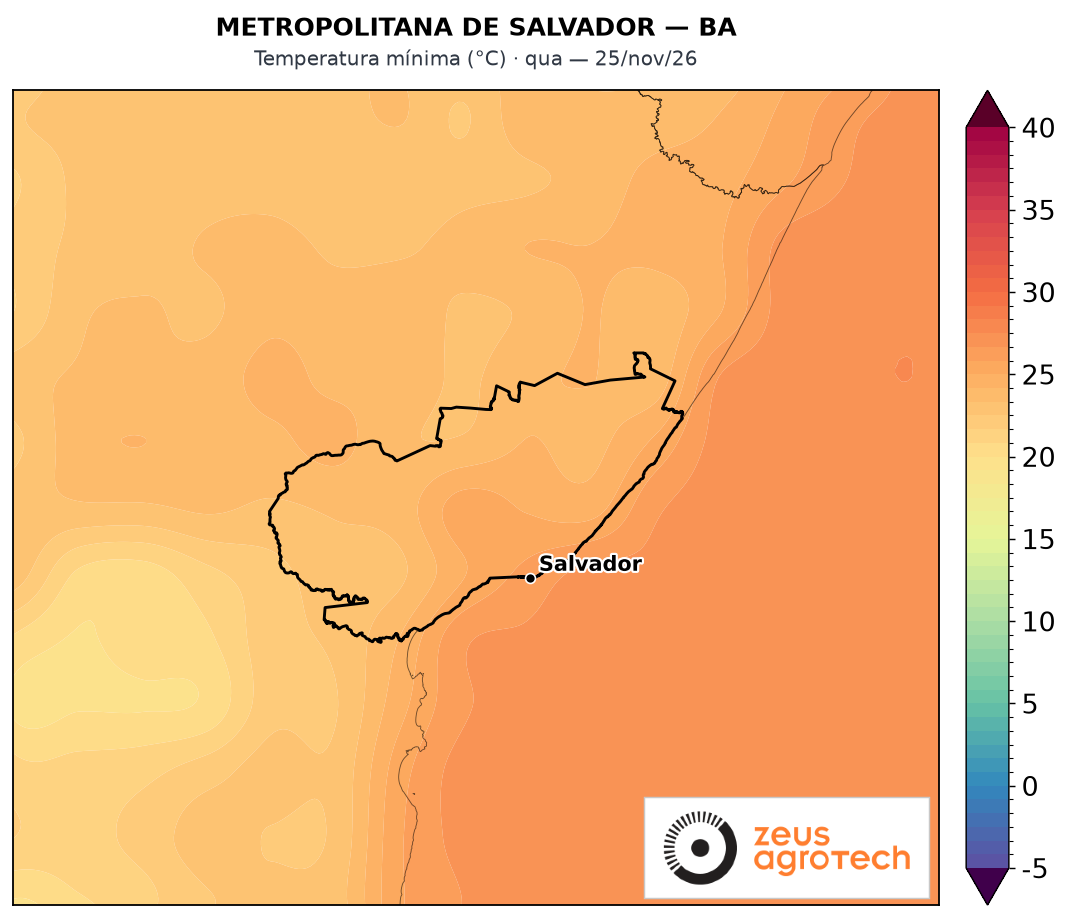 METROPOLITANA DE SALVADOR — BA
Temperatura mínima (°C) · qua — 25/nov/26
40
35
30
25
20
15
10
5
0
-5
Salvador
zeus
agrotech